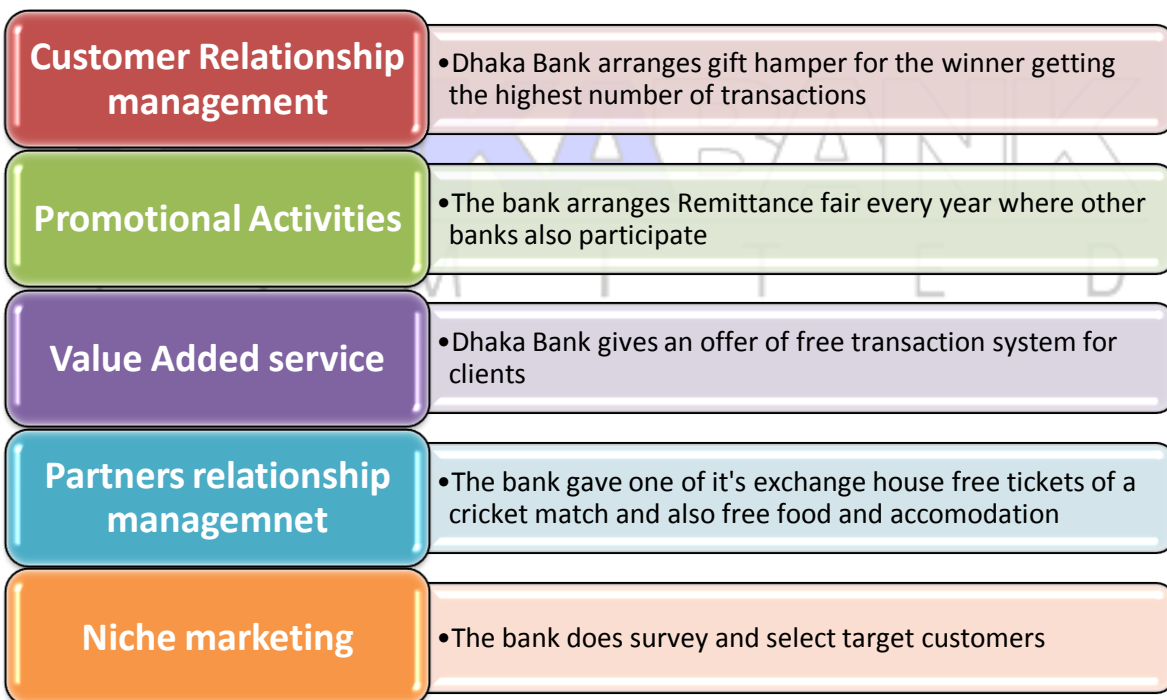 Customer Relationship
management
•Dhaka Bank arranges gift hamper for the winner getting
the highest number of transactions
Promotional Activities
•The bank arranges Remittance fair every year where other
banks also participate
Value Added service
•Dhaka Bank gives an offer of free transaction system for
clients
Partners relationship
managemnet
•The bank gave one of it's exchange house free tickets of a
cricket match and also free food and accomodation
Niche marketing
•The bank does survey and select target customers